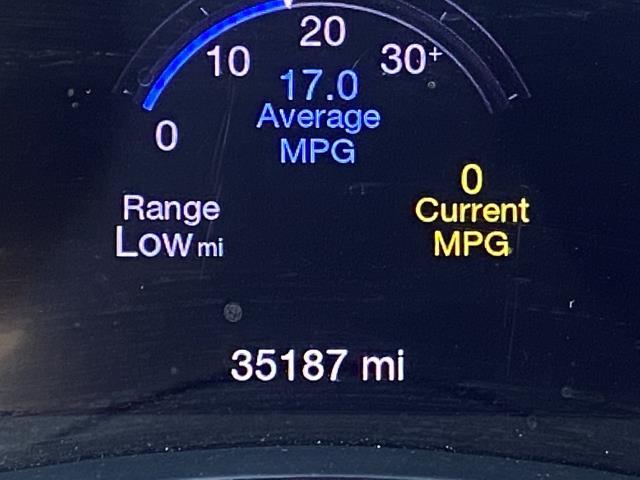 20
10
30+
17.0
Average
MPG
0
0
Current
MPG
Range
Low mi
35187 mi